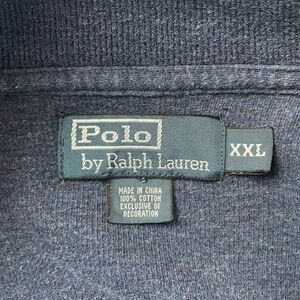 Polo
by Ralph Lauren
XXL
MADE IN CHINA
100% COTTON
EXCLUSIVE OF
DECORATION